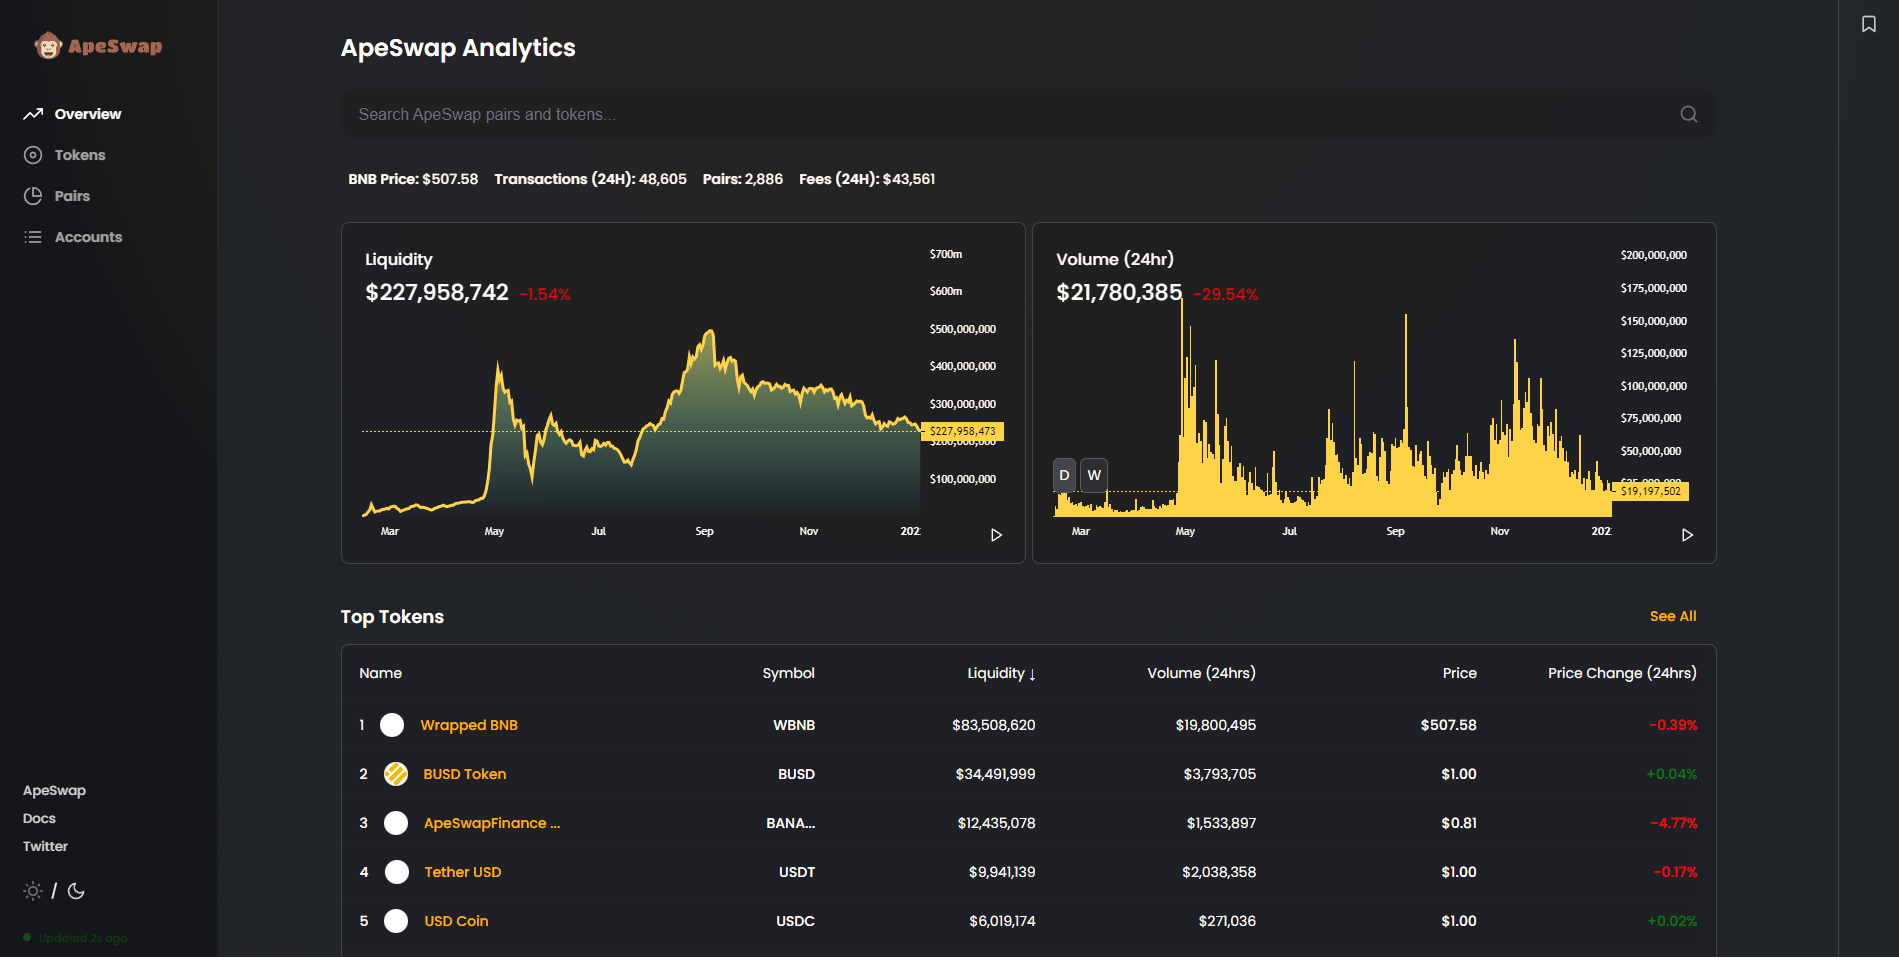 ApeSwap
Overview
Tokens
Pairs
Accounts
ApeSwap
Docs
Twitter
/
Updated 2s ago
ApeSwap Analytics
Search ApeSwap pairs and tokens...
BNB Price: $507.58 Transactions (24H): 48,605 Pairs: 2,886 Fees (24H): $43,561
Liquidity
$227,958,742 -1.54%
$700m
$600m
$500,000,000
$400,000,000
$300,000,000
$227,958,473
$200,000,000
$100,000,000
Mar May Jul Sep Nov 202
Volume (24hr)
$21,780,385 -29.54%
$200,000,000
$175,000,000
$150,000,000
$125,000,000
$100,000,000
$75,000,000
$50,000,000
$25,000,000
$19,197,502
D W
Mar May Jul Sep Nov 202
Top Tokens See All
Name Symbol Liquidity ↓ Volume (24hrs) Price Price Change (24hrs)
1 Wrapped BNB WBNB $83,508,620 $19,800,495 $507.58 -0.39%
2 BUSD Token BUSD $34,491,999 $3,793,705 $1.00 +0.04%
3 ApeSwapFinance ... BANA... $12,435,078 $1,533,897 $0.81 -4.77%
4 Tether USD USDT $9,941,139 $2,038,358 $1.00 -0.17%
5 USD Coin USDC $6,019,174 $271,036 $1.00 +0.02%